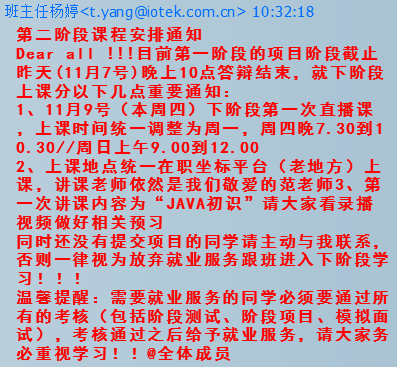 班主任杨婷<t.yang@iotek.com.cn> 10:32:18
第二阶段课程安排通知
Dear all !!!目前第一阶段的项目阶段截止
昨天(11月7号)晚上10点答辩结束，就下阶段
上课分以下几点重要通知：
1、11月9号（本周四）下阶段第一次直播课
，上课时间统一调整为周一，周四晚7.30到1
0.30//周日上午9.00到12.00
2、上课地点统一在职坐标平台（老地方）上
课，讲课老师依然是我们敬爱的范老师3、第
一次讲课内容为“JAVA初识”请大家看录播
视频做好相关预习
同时还没有提交项目的同学请主动与我联系，
否则一律视为放弃就业服务跟班进入下阶段学
习！！！
温馨提醒：需要就业服务的同学必须要通过所
有的考核（包括阶段测试、阶段项目、模拟面
试），考核通过之后给予就业服务，请大家务
必重视学习！！@全体成员